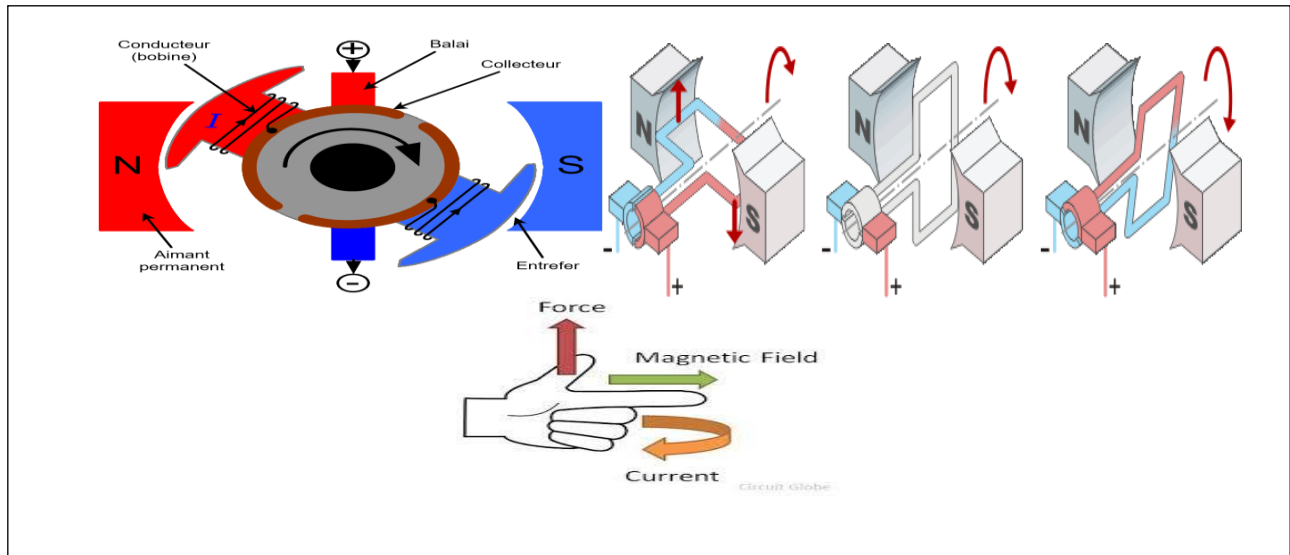 Conducteur
(bobine)
+
Balai
Collecteur
I
N
S
Aimant
permanent
-
Entrefer
N
S
-
+
N
S
-
+
N
S
-
+
Force
Magnetic Field
Current
Circuit Globe